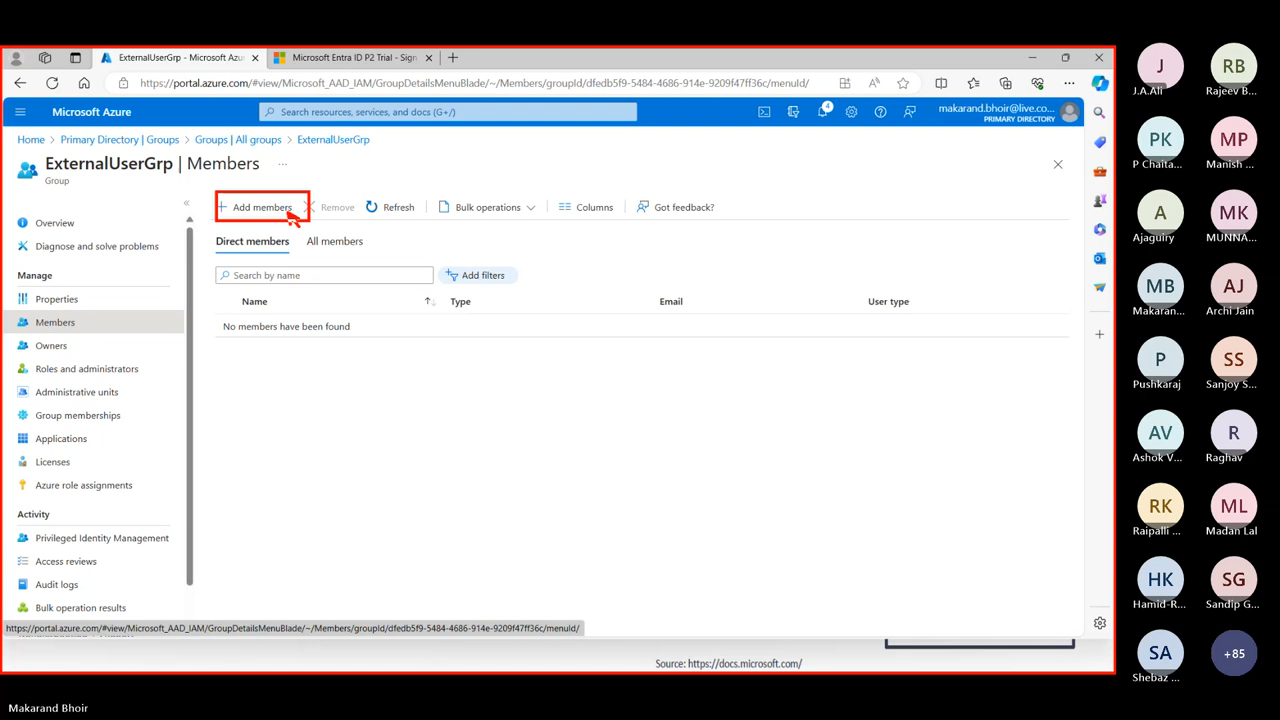 ExternalUserGrp - Microsoft Azu
Microsoft Entra ID P2 Trial - Sign
https://portal.azure.com/#view/Microsoft_AAD_IAM/GroupDetailsMenuBlade/~/Members/groupId/dfedb5f9-5484-4686-914e-9209f47ff36c/menuId/
Microsoft Azure
Search resources, services, and docs (G+/)
4
makarand.bhoir@live.co...
PRIMARY DIRECTORY
Home > Primary Directory | Groups > Groups | All groups > ExternalUserGrp
ExternalUserGrp | Members ...
Group
Add members
Remove
Refresh
Bulk operations
Columns
Got feedback?
Direct members
All members
Search by name
Add filters
Name
Type
Email
User type
No members have been found
Overview
Diagnose and solve problems
Manage
Properties
Members
Owners
Roles and administrators
Administrative units
Group memberships
Applications
Licenses
Azure role assignments
Activity
Privileged Identity Management
Access reviews
Audit logs
Bulk operation results
https://portal.azure.com/#view/Microsoft_AAD_IAM/GroupDetailsMenuBlade/~/Members/groupId/dfedb5f9-5484-4686-914e-9209f47ff36c/menuId/
Source: https://docs.microsoft.com/
Makarand Bhoir
J
J.A.Ali
RB
Rajeev B...
PK
P Chaita...
MP
Manish ...
A
Ajaguiry
MK
MUNNA...
MB
Makaran...
AJ
Archi Jain
P
Pushkaraj
SS
Sanjoy S...
AV
Ashok V...
R
Raghav
RK
Raipalli ...
ML
Madan Lal
HK
Hamid-R...
SG
Sandip G...
SA
Shebaz ...
+85